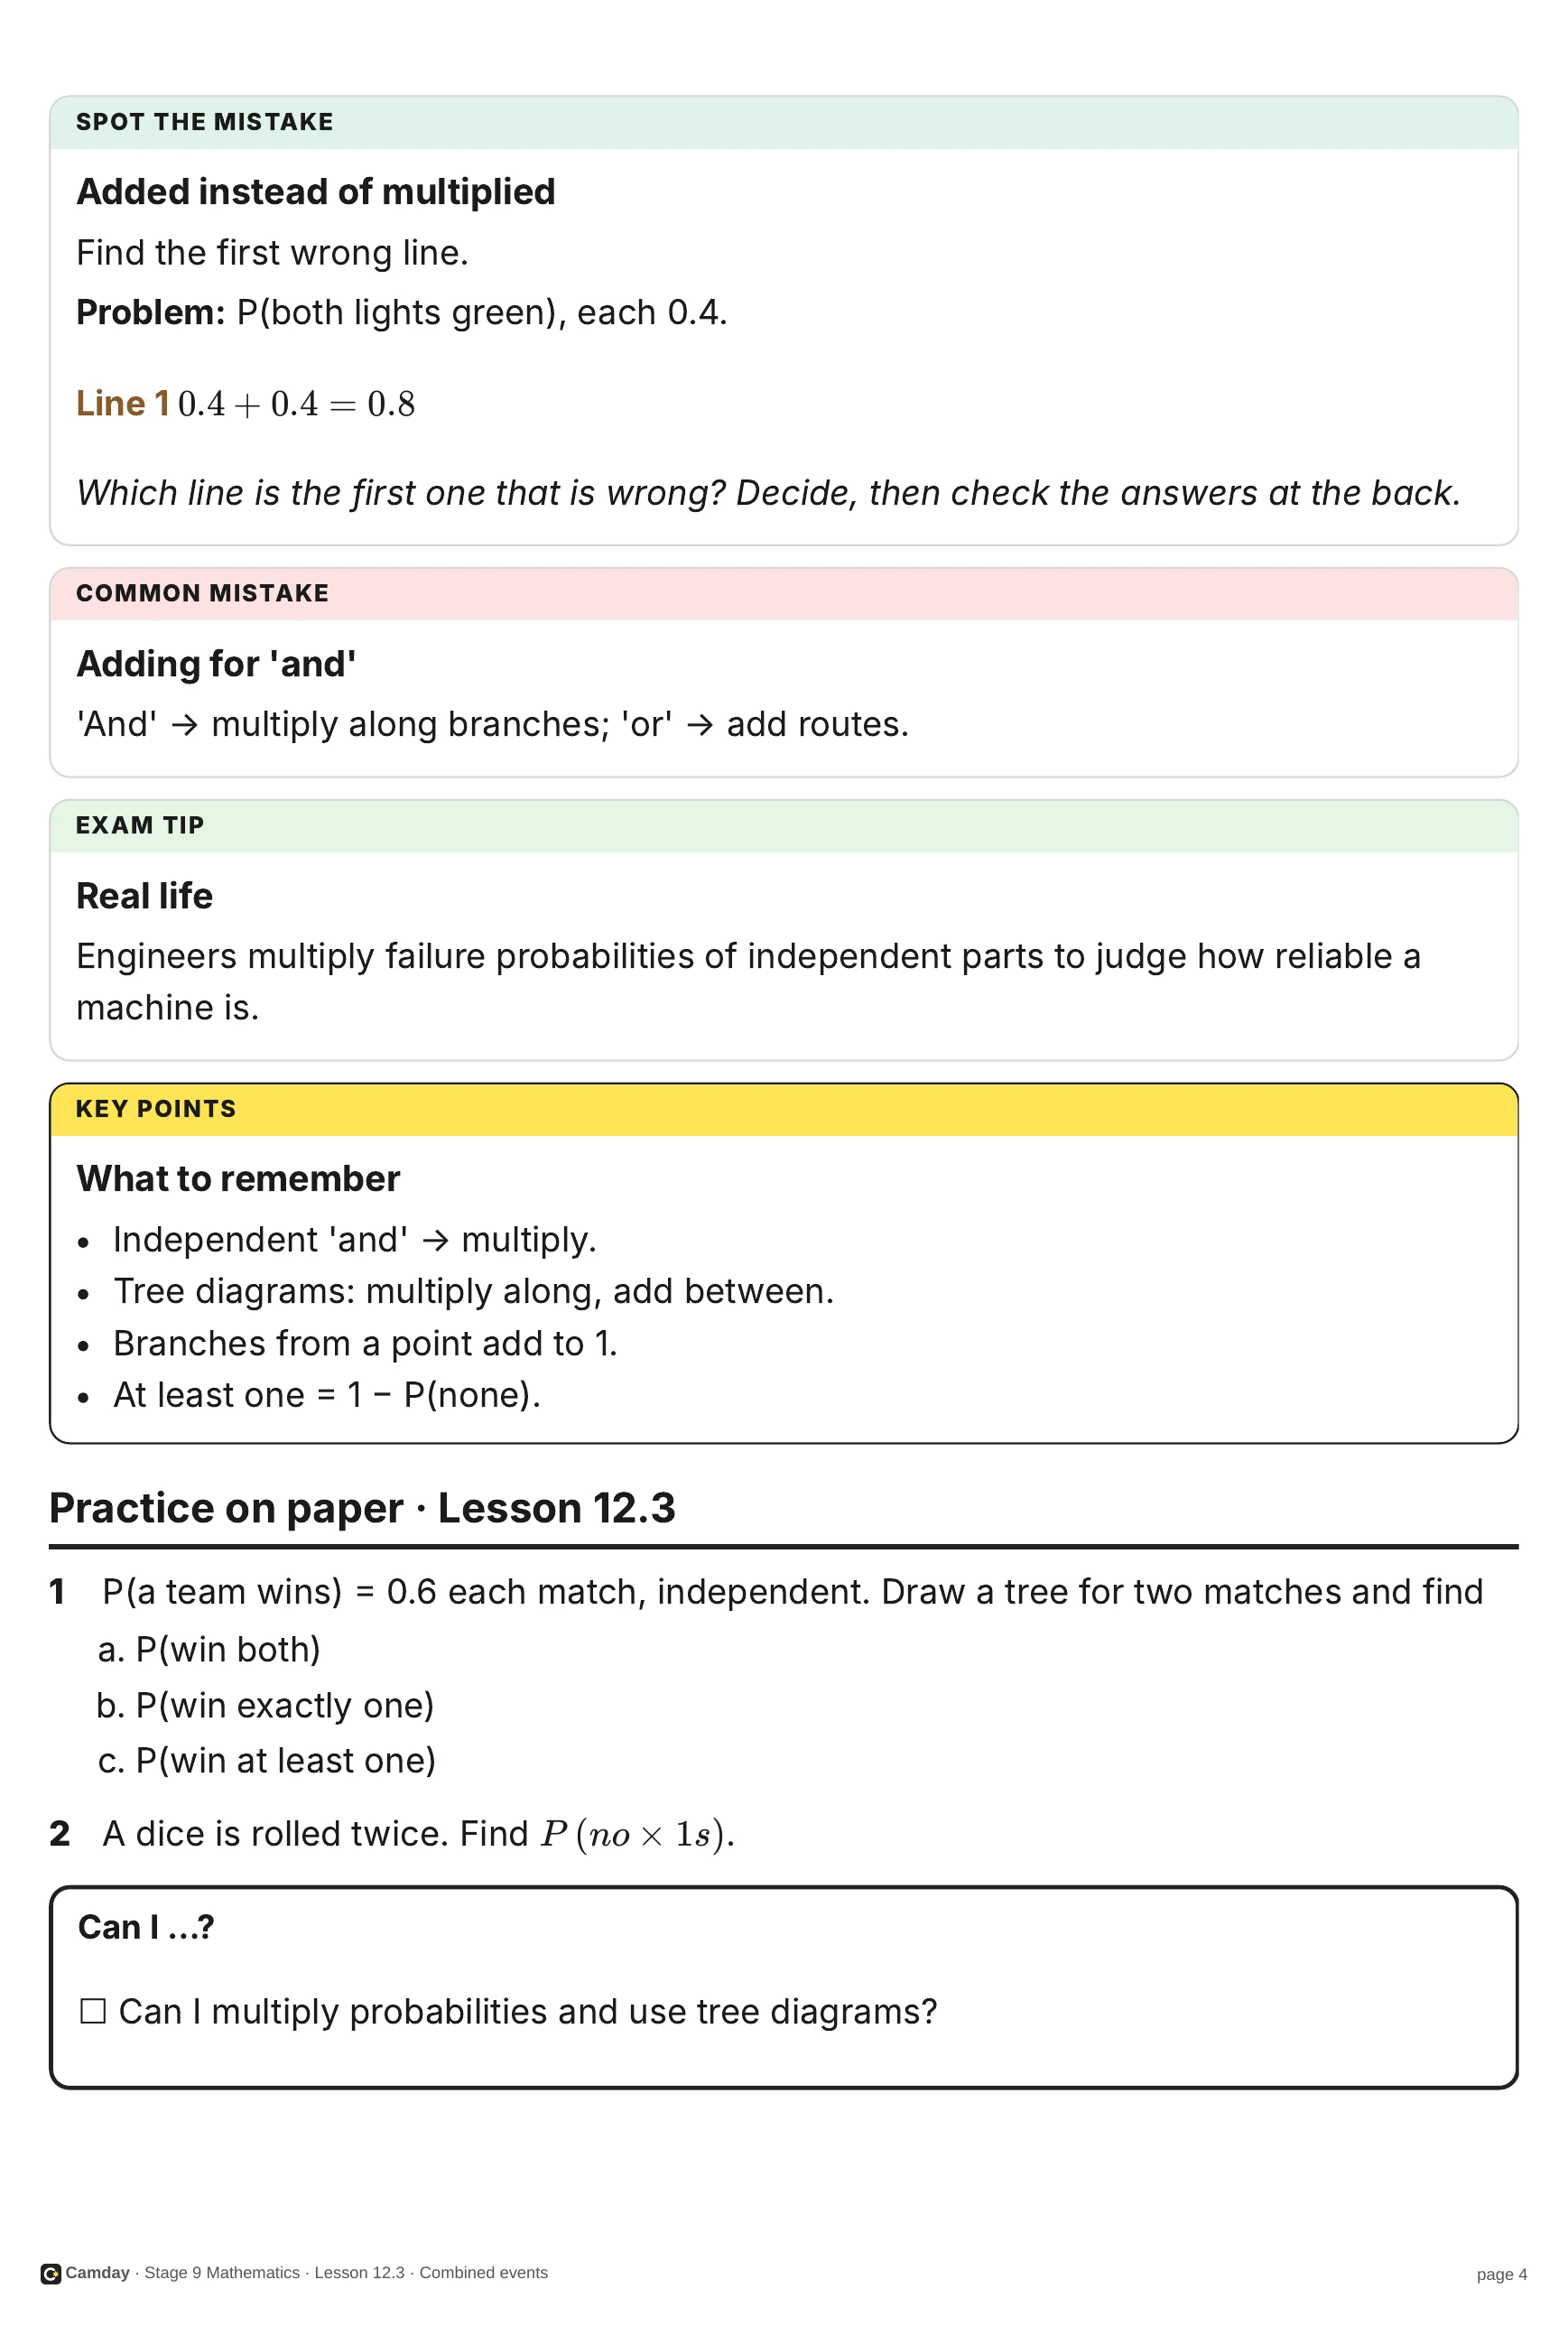 SPOT THE MISTAKE
Added instead of multiplied
Find the first wrong line.
Problem: P(both lights green), each 0.4.
Line 1 0.4 + 0.4 = 0.8
Which line is the first one that is wrong? Decide, then check the answers at the back.
COMMON MISTAKE
Adding for 'and'
'And' → multiply along branches; 'or' → add routes.
EXAM TIP
Real life
Engineers multiply failure probabilities of independent parts to judge how reliable a
machine is.
KEY POINTS
What to remember
• Independent 'and' → multiply.
• Tree diagrams: multiply along, add between.
• Branches from a point add to 1.
• At least one = 1 − P(none).
Practice on paper · Lesson 12.3
1 P(a team wins) = 0.6 each match, independent. Draw a tree for two matches and find
a. P(win both)
b. P(win exactly one)
c. P(win at least one)
2 A dice is rolled twice. Find P (no × 1s).
Can I …?
☐ Can I multiply probabilities and use tree diagrams?
Camday · Stage 9 Mathematics · Lesson 12.3 · Combined events
page 4